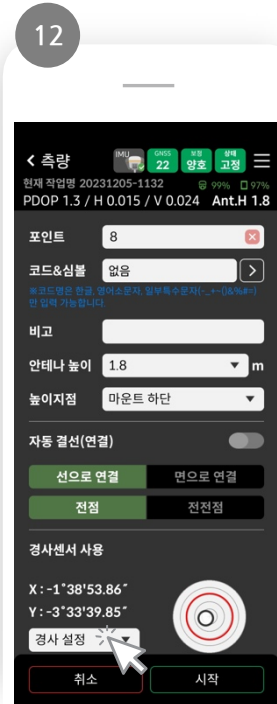 12
측량
IMU
GNSS 22
보정 양호
상태 고정
현재 작업명 20231205-1132 99% 97%
PDOP 1.3 / H 0.015 / V 0.024 Ant.H 1.8
포인트 8
코드&심볼 없음
※코드명은 한글, 영어소문자, 일부특수문자(-_+~()&%#=)
만 입력 가능합니다.
비고
안테나 높이 1.8 m
높이지점 마운트 하단
자동 결선(연결)
선으로 연결 면으로 연결
전점 전전점
경사센서 사용
X : -1˚38'53.86˝
Y : -3˚33'39.85˝
경사 설정
취소 시작